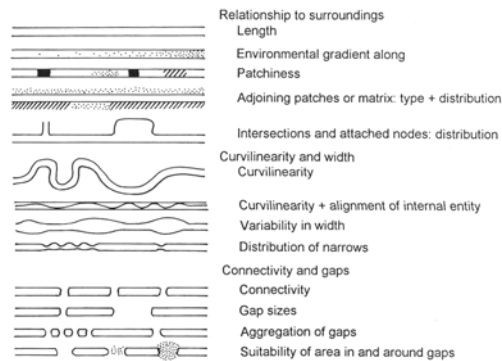 Relationship to surroundings
Length
Environmental gradient along
Patchiness
Adjoining patches or matrix: type + distribution
Intersections and attached nodes: distribution
Curvilinearity and width
Curvilinearity
Curvilinearity + alignment of internal entity
Variability in width
Distribution of narrows
Connectivity and gaps
Connectivity
Gap sizes
Aggregation of gaps
Suitability of area in and around gaps